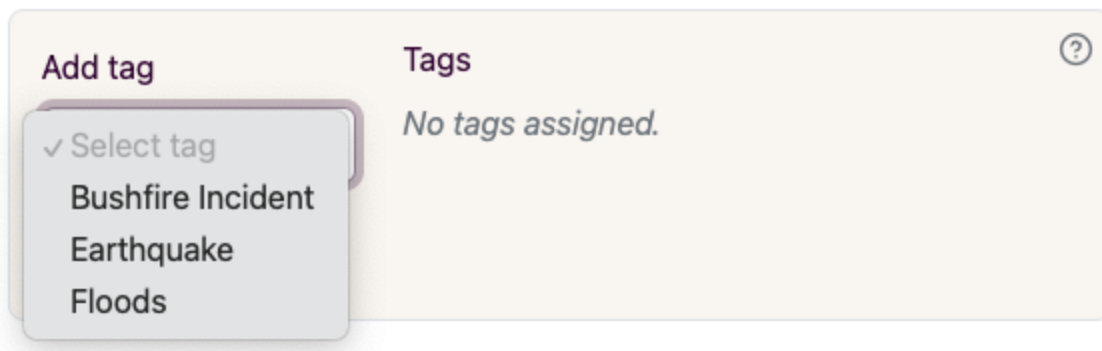 Add tag
Select tag
Bushfire Incident
Earthquake
Floods
Tags
No tags assigned.
?